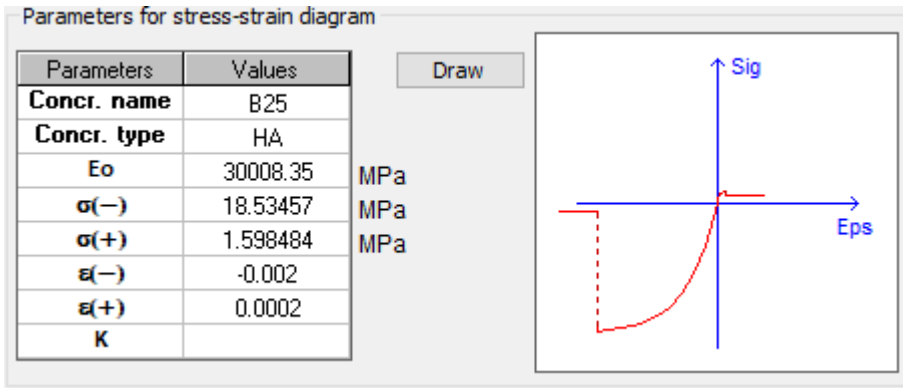 Parameters for stress-strain diagram
Parameters Values
Concr. name B25
Concr. type HA
Eo 30008.35 MPa
σ(−) 18.53457 MPa
σ(+) 1.598484 MPa
ε(−) -0.002
ε(+) 0.0002
K
Draw
Sig
Eps